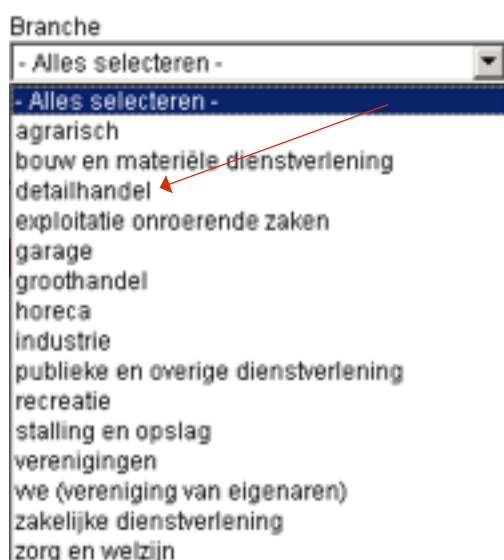 Branche
- Alles selecteren -
- Alles selecteren -
agrarisch
bouw en materiële dienstverlening
detailhandel
exploitatie onroerende zaken
garage
groothandel
horeca
industrie
publieke en overige dienstverlening
recreatie
stalling en opslag
verenigingen
vve (vereniging van eigenaren)
zakelijke dienstverlening
zorg en welzijn